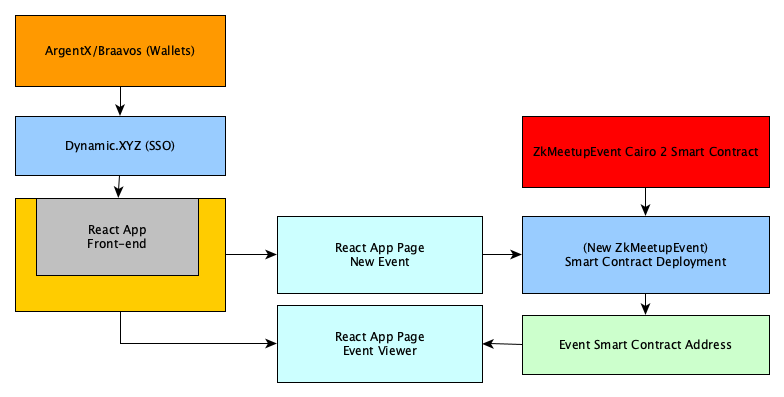 ArgentX/Braavos (Wallets)
Dynamic.XYZ (SSO)
ZkMeetupEvent Cairo 2 Smart Contract
React App
Front-end
React App Page
New Event
(New ZkMeetupEvent)
Smart Contract Deployment
React App Page
Event Viewer
Event Smart Contract Address